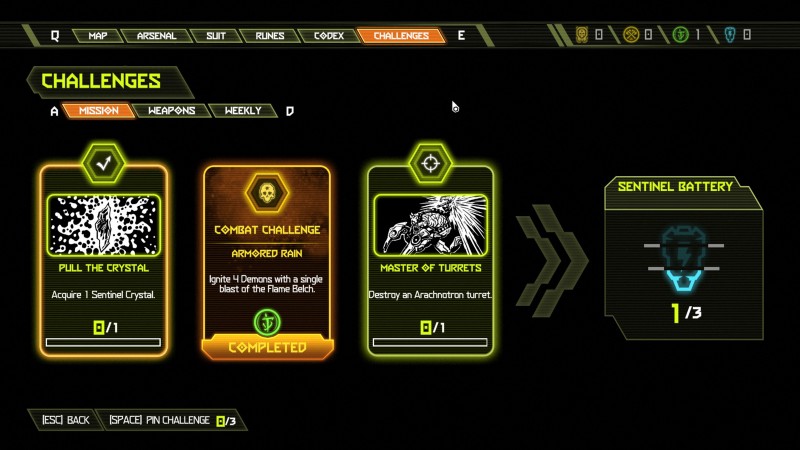 Q MAP ARSENAL SUIT RUNES CODEX CHALLENGES E 0 0 1 0
CHALLENGES
A MISSION WEAPONS WEEKLY D
PULL THE CRYSTAL
Acquire 1 Sentinel Crystal.
0/1
COMBAT CHALLENGE
ARMORED RAIN
Ignite 4 Demons with a single
blast of the Flame Belch.
COMPLETED
MASTER OF TURRETS
Destroy an Arachnotron turret.
0/1
SENTINEL BATTERY
1/3
[ESC] BACK [SPACE] PIN CHALLENGE 0/3